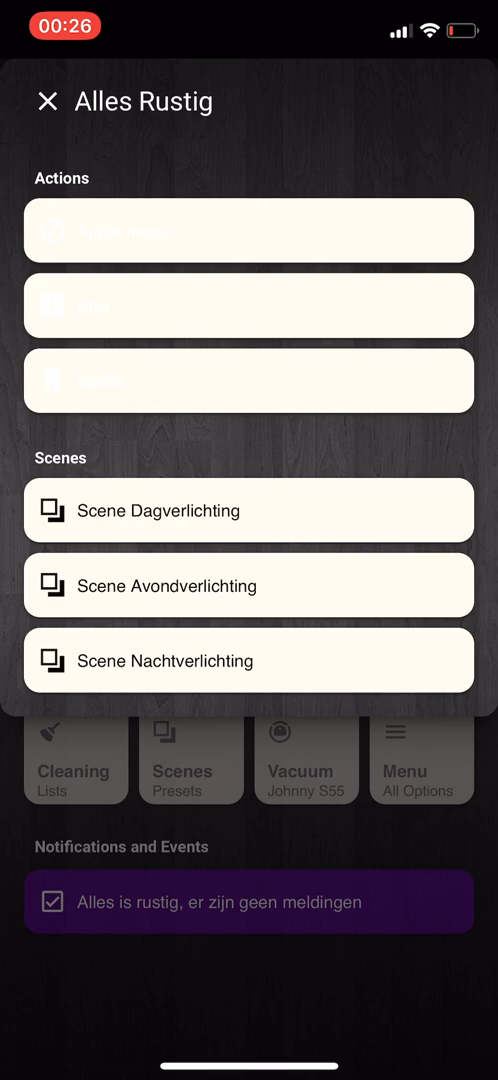 00:26
Alles Rustig
Actions
Scenes
Scene Dagverlichting
Scene Avondverlichting
Scene Nachtverlichting
Cleaning
Lists
Scenes
Presets
Vacuum
Johnny S55
Menu
All Options
Notifications and Events
Alles is rustig, er zijn geen meldingen